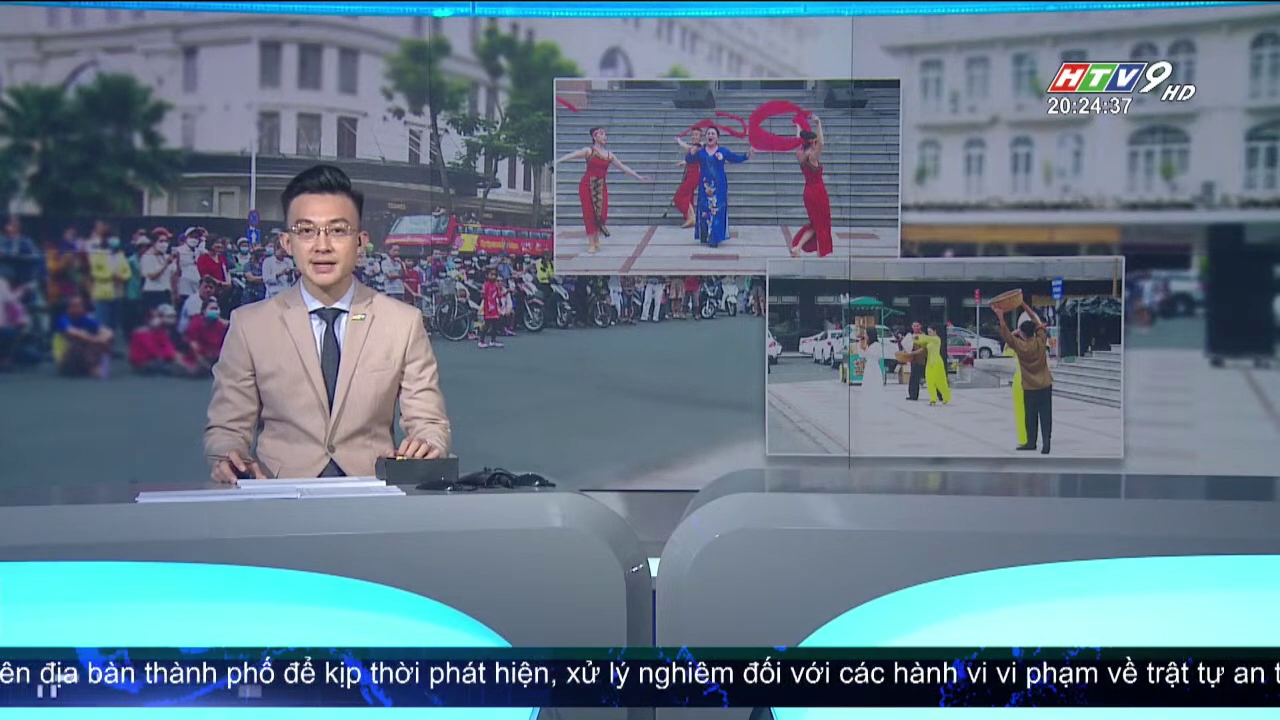 HTV9 HD
20:24:37
ên địa bàn thành phố để kịp thời phát hiện, xử lý nghiêm đối với các hành vi vi phạm về trật tự an t